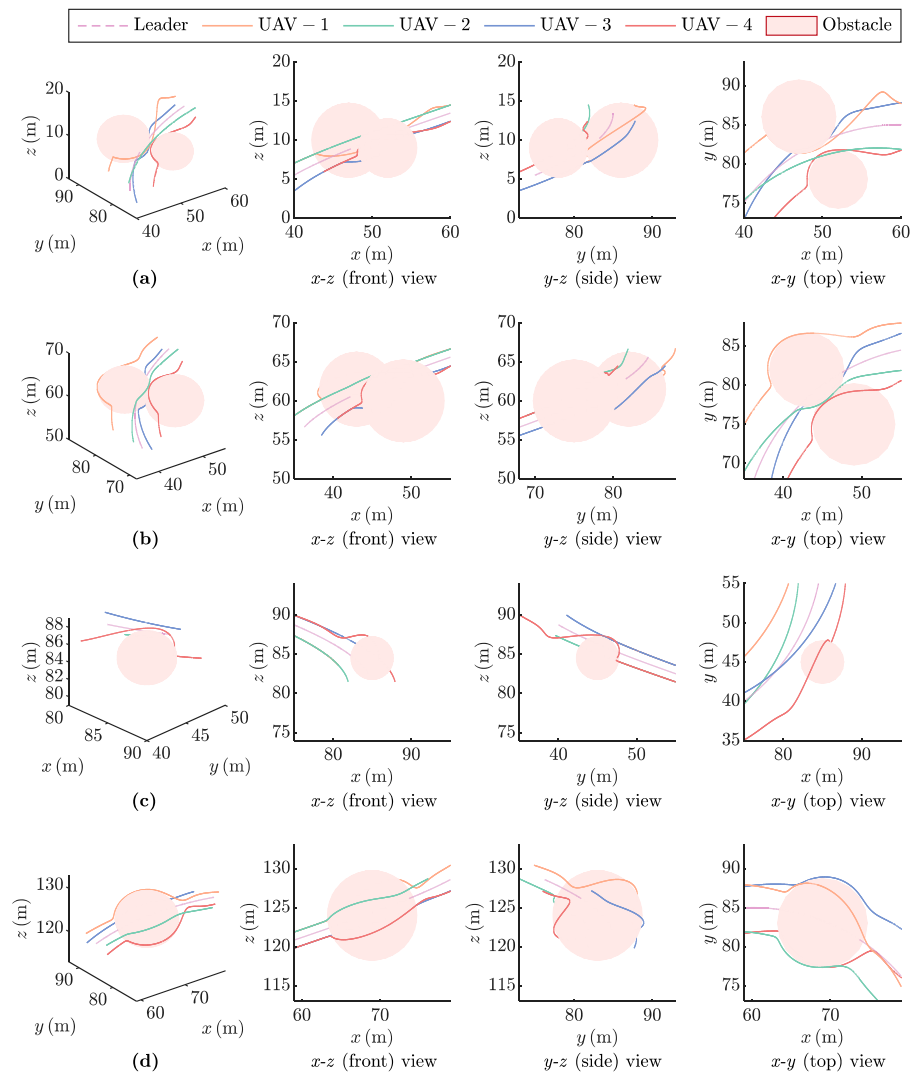 Leader UAV − 1 UAV − 2 UAV − 3 UAV − 4 Obstacle
20
10
0
z (m)
90
80
y (m)
40
50
60
x (m)
(a)
20
15
10
5
0
z (m)
40
50
60
x (m)
x-z (front) view
20
15
10
5
0
z (m)
80
90
y (m)
y-z (side) view
90
85
80
75
y (m)
40
50
60
x (m)
x-y (top) view
70
60
50
z (m)
80
70
y (m)
40
50
x (m)
(b)
70
65
60
55
50
z (m)
40
50
x (m)
x-z (front) view
70
65
60
55
50
z (m)
70
80
y (m)
y-z (side) view
85
80
75
70
y (m)
40
50
x (m)
x-y (top) view
88
86
84
82
80
z (m)
80
85
90
x (m)
40
45
50
y (m)
(c)
90
85
80
75
z (m)
80
90
x (m)
x-z (front) view
90
85
80
75
z (m)
40
50
y (m)
y-z (side) view
55
50
45
40
35
y (m)
80
90
x (m)
x-y (top) view
130
120
z (m)
90
80
y (m)
60
70
x (m)
(d)
130
125
120
115
z (m)
60
70
x (m)
x-z (front) view
130
125
120
115
z (m)
80
90
y (m)
y-z (side) view
90
85
80
75
y (m)
60
70
x (m)
x-y (top) view